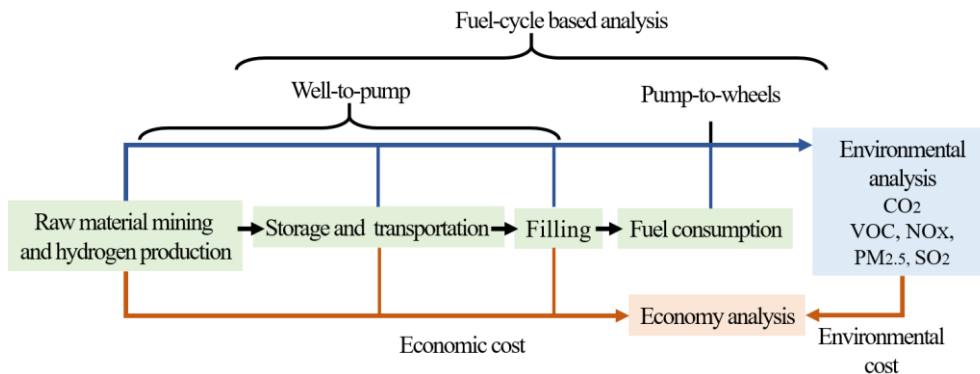 Fuel-cycle based analysis
Well-to-pump
Pump-to-wheels
Raw material mining
and hydrogen production
Storage and transportation
Filling
Fuel consumption
Environmental
analysis
CO2
VOC, NOx,
PM2.5, SO2
Economy analysis
Economic cost
Environmental
cost